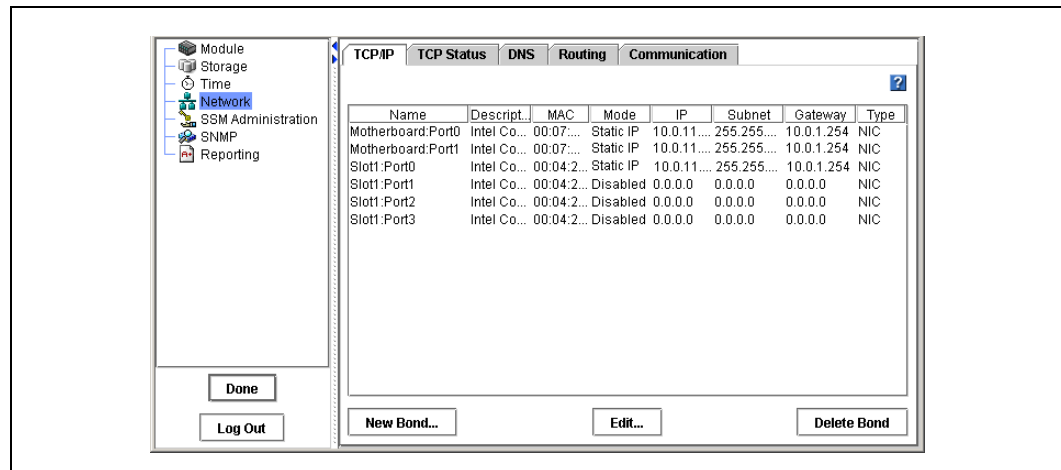 Module
Storage
Time
Network
SSM Administration
SNMP
Reporting
Done
Log Out
TCP/IP TCP Status DNS Routing Communication
?
Name Descript... MAC Mode IP Subnet Gateway Type
Motherboard:Port0 Intel Co... 00:07:... Static IP 10.0.11.... 255.255.... 10.0.1.254 NIC
Motherboard:Port1 Intel Co... 00:07:... Static IP 10.0.11.... 255.255.... 10.0.1.254 NIC
Slot1:Port0 Intel Co... 00:04:2... Static IP 10.0.11.... 255.255.... 10.0.1.254 NIC
Slot1:Port1 Intel Co... 00:04:2... Disabled 0.0.0.0 0.0.0.0 0.0.0.0 NIC
Slot1:Port2 Intel Co... 00:04:2... Disabled 0.0.0.0 0.0.0.0 0.0.0.0 NIC
Slot1:Port3 Intel Co... 00:04:2... Disabled 0.0.0.0 0.0.0.0 0.0.0.0 NIC
New Bond... Edit... Delete Bond